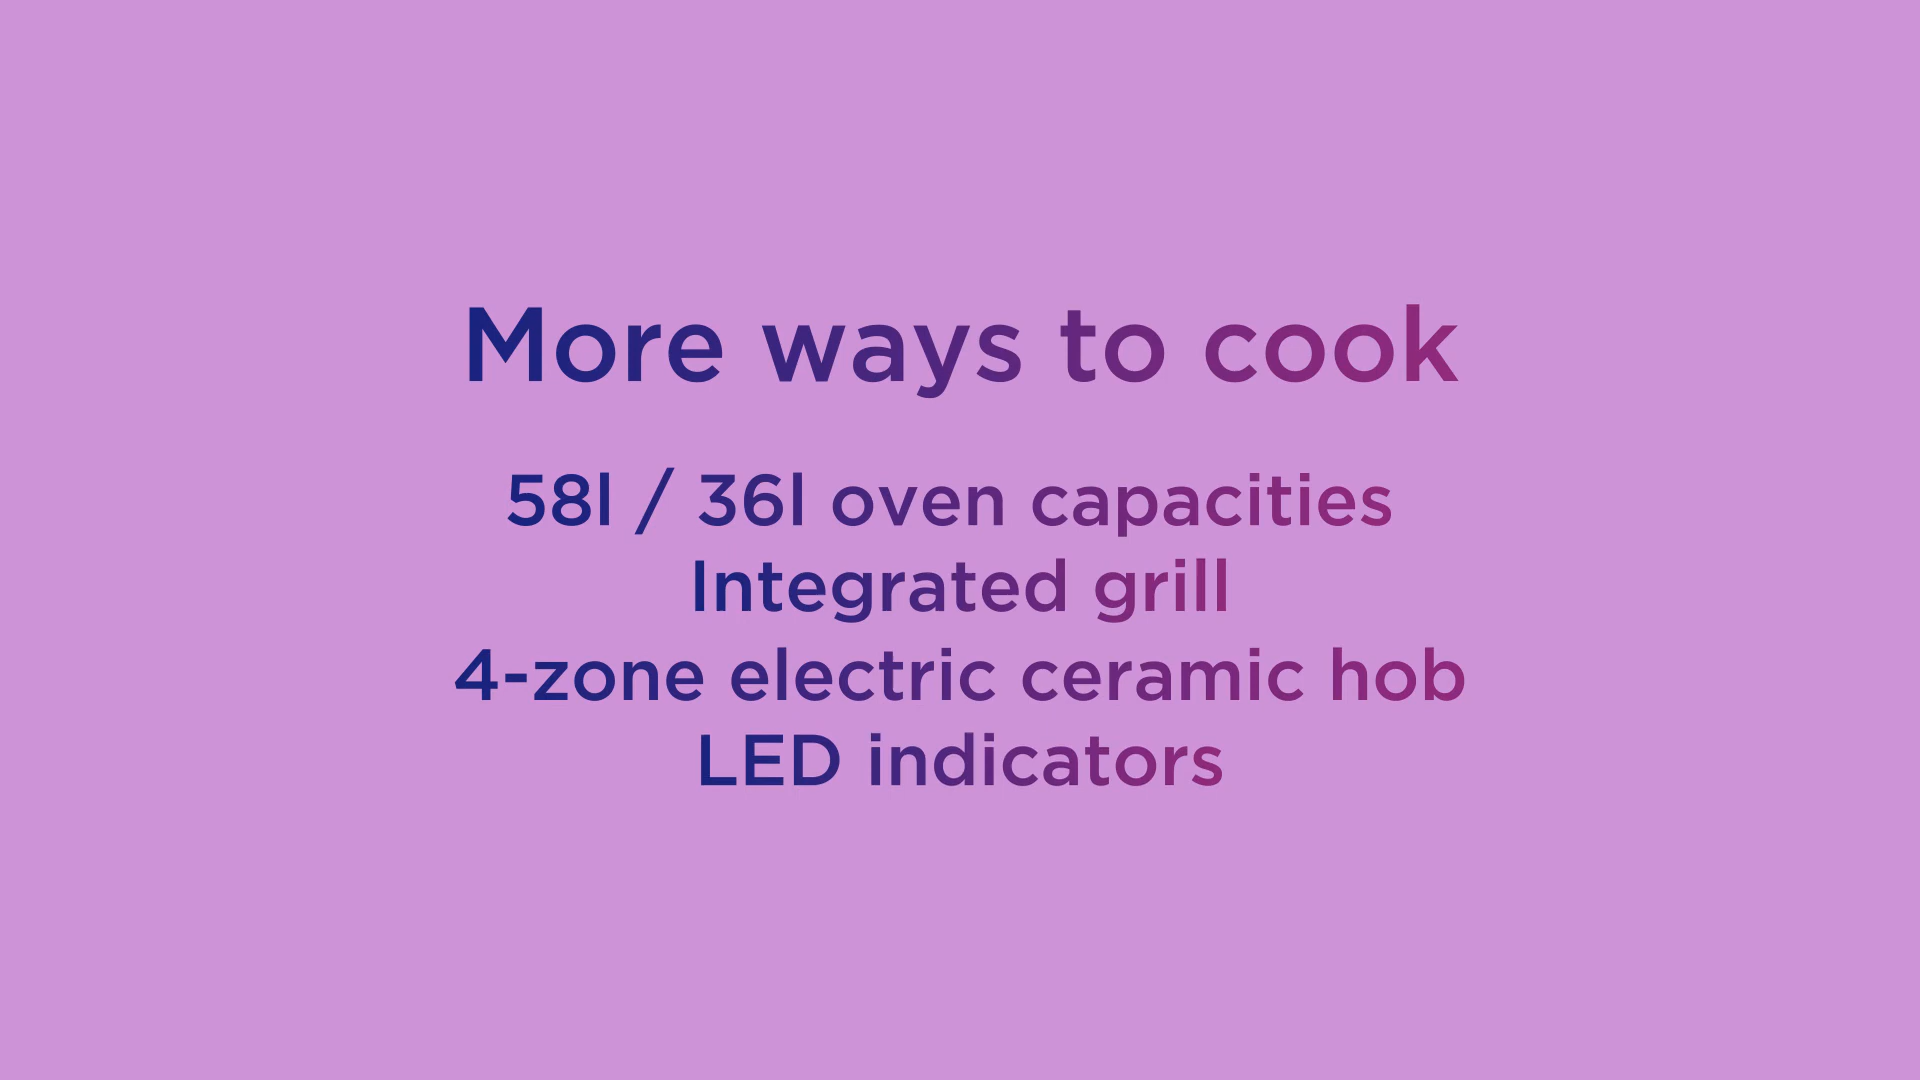 More ways to cook
58l / 36l oven capacities
Integrated grill
4-zone electric ceramic hob
LED indicators